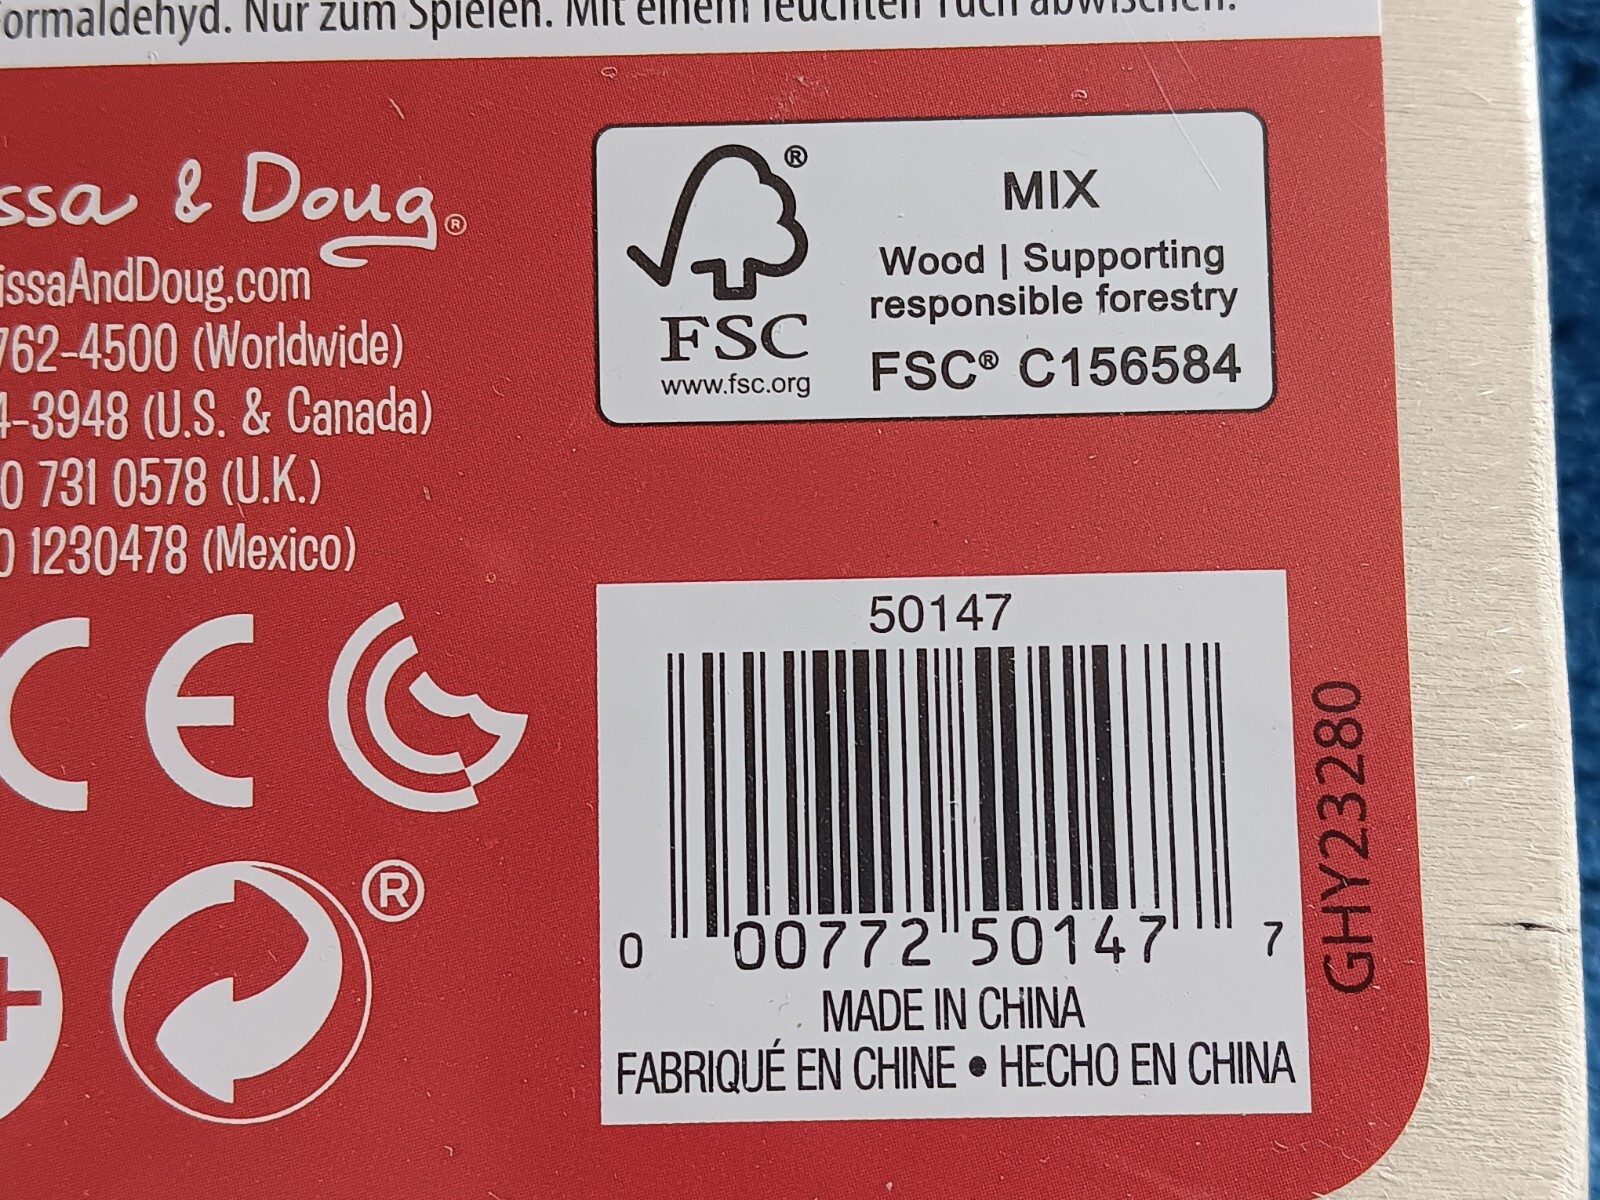 Formaldehyd. Nur zum Spielen. Mit einem feuchten Tuch abwischen.
ssa & Doug®
issaAndDoug.com
762-4500 (Worldwide)
4-3948 (U.S. & Canada)
0 731 0578 (U.K.)
0 1230478 (Mexico)
CE
®
®
FSC
www.fsc.org
MIX
Wood | Supporting
responsible forestry
FSC® C156584
50147
0 00772 50147 7
MADE IN CHINA
FABRIQUÉ EN CHINE • HECHO EN CHINA
GHY23280